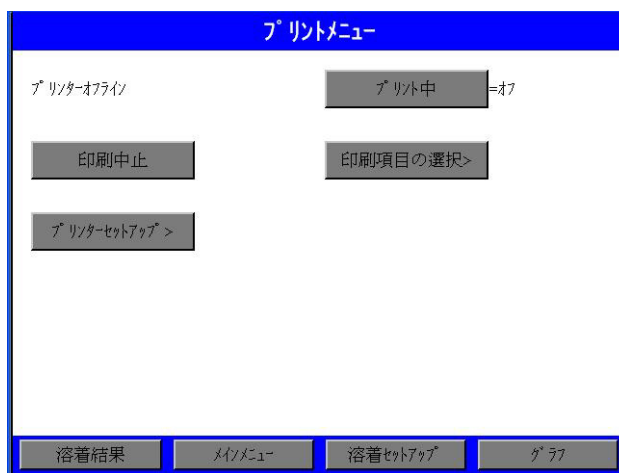 ﾌﾟﾘﾝﾄﾒﾆｭｰ
ﾌﾟﾘﾝﾀｰｵﾌﾗｲﾝ
ﾌﾟﾘﾝﾄ中 =ｵﾌ
印刷中止
印刷項目の選択>
ﾌﾟﾘﾝﾀｰｾｯﾄｱｯﾌﾟ>
溶着結果
ﾒｲﾝﾒﾆｭｰ
溶着ｾｯﾄｱｯﾌﾟ
ｸﾞﾗﾌ